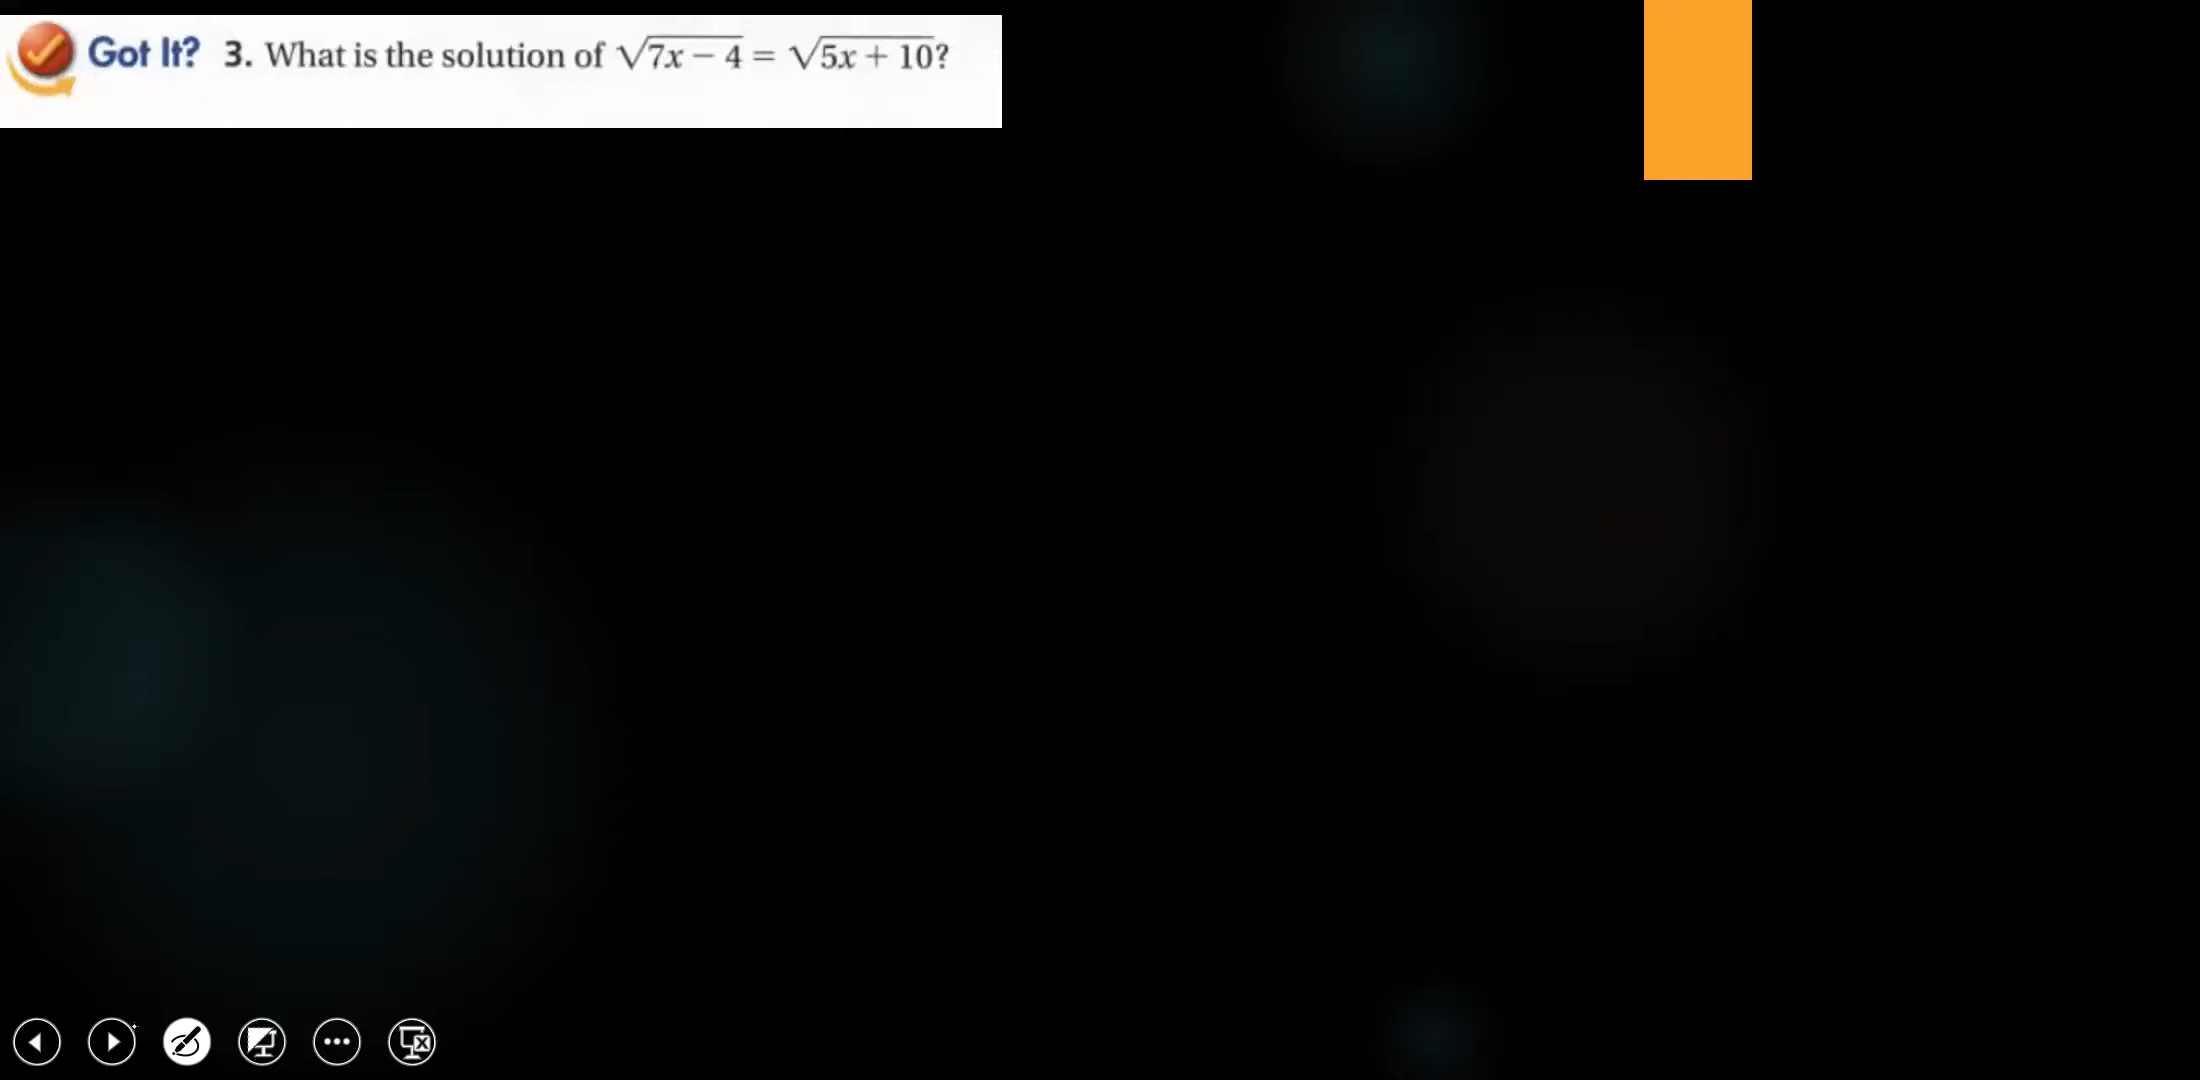 Got It? 3. What is the solution of √7x − 4 = √5x + 10?